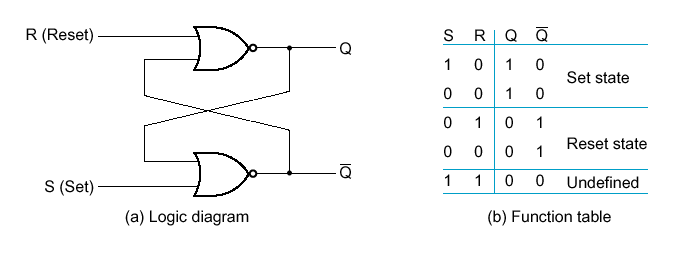 R (Reset)
Q
S (Set)
Q̅
(a) Logic diagram
S R Q Q̅
1 0 1 0
Set state
0 0 1 0
0 1 0 1
Reset state
0 0 0 1
1 1 0 0 Undefined
(b) Function table